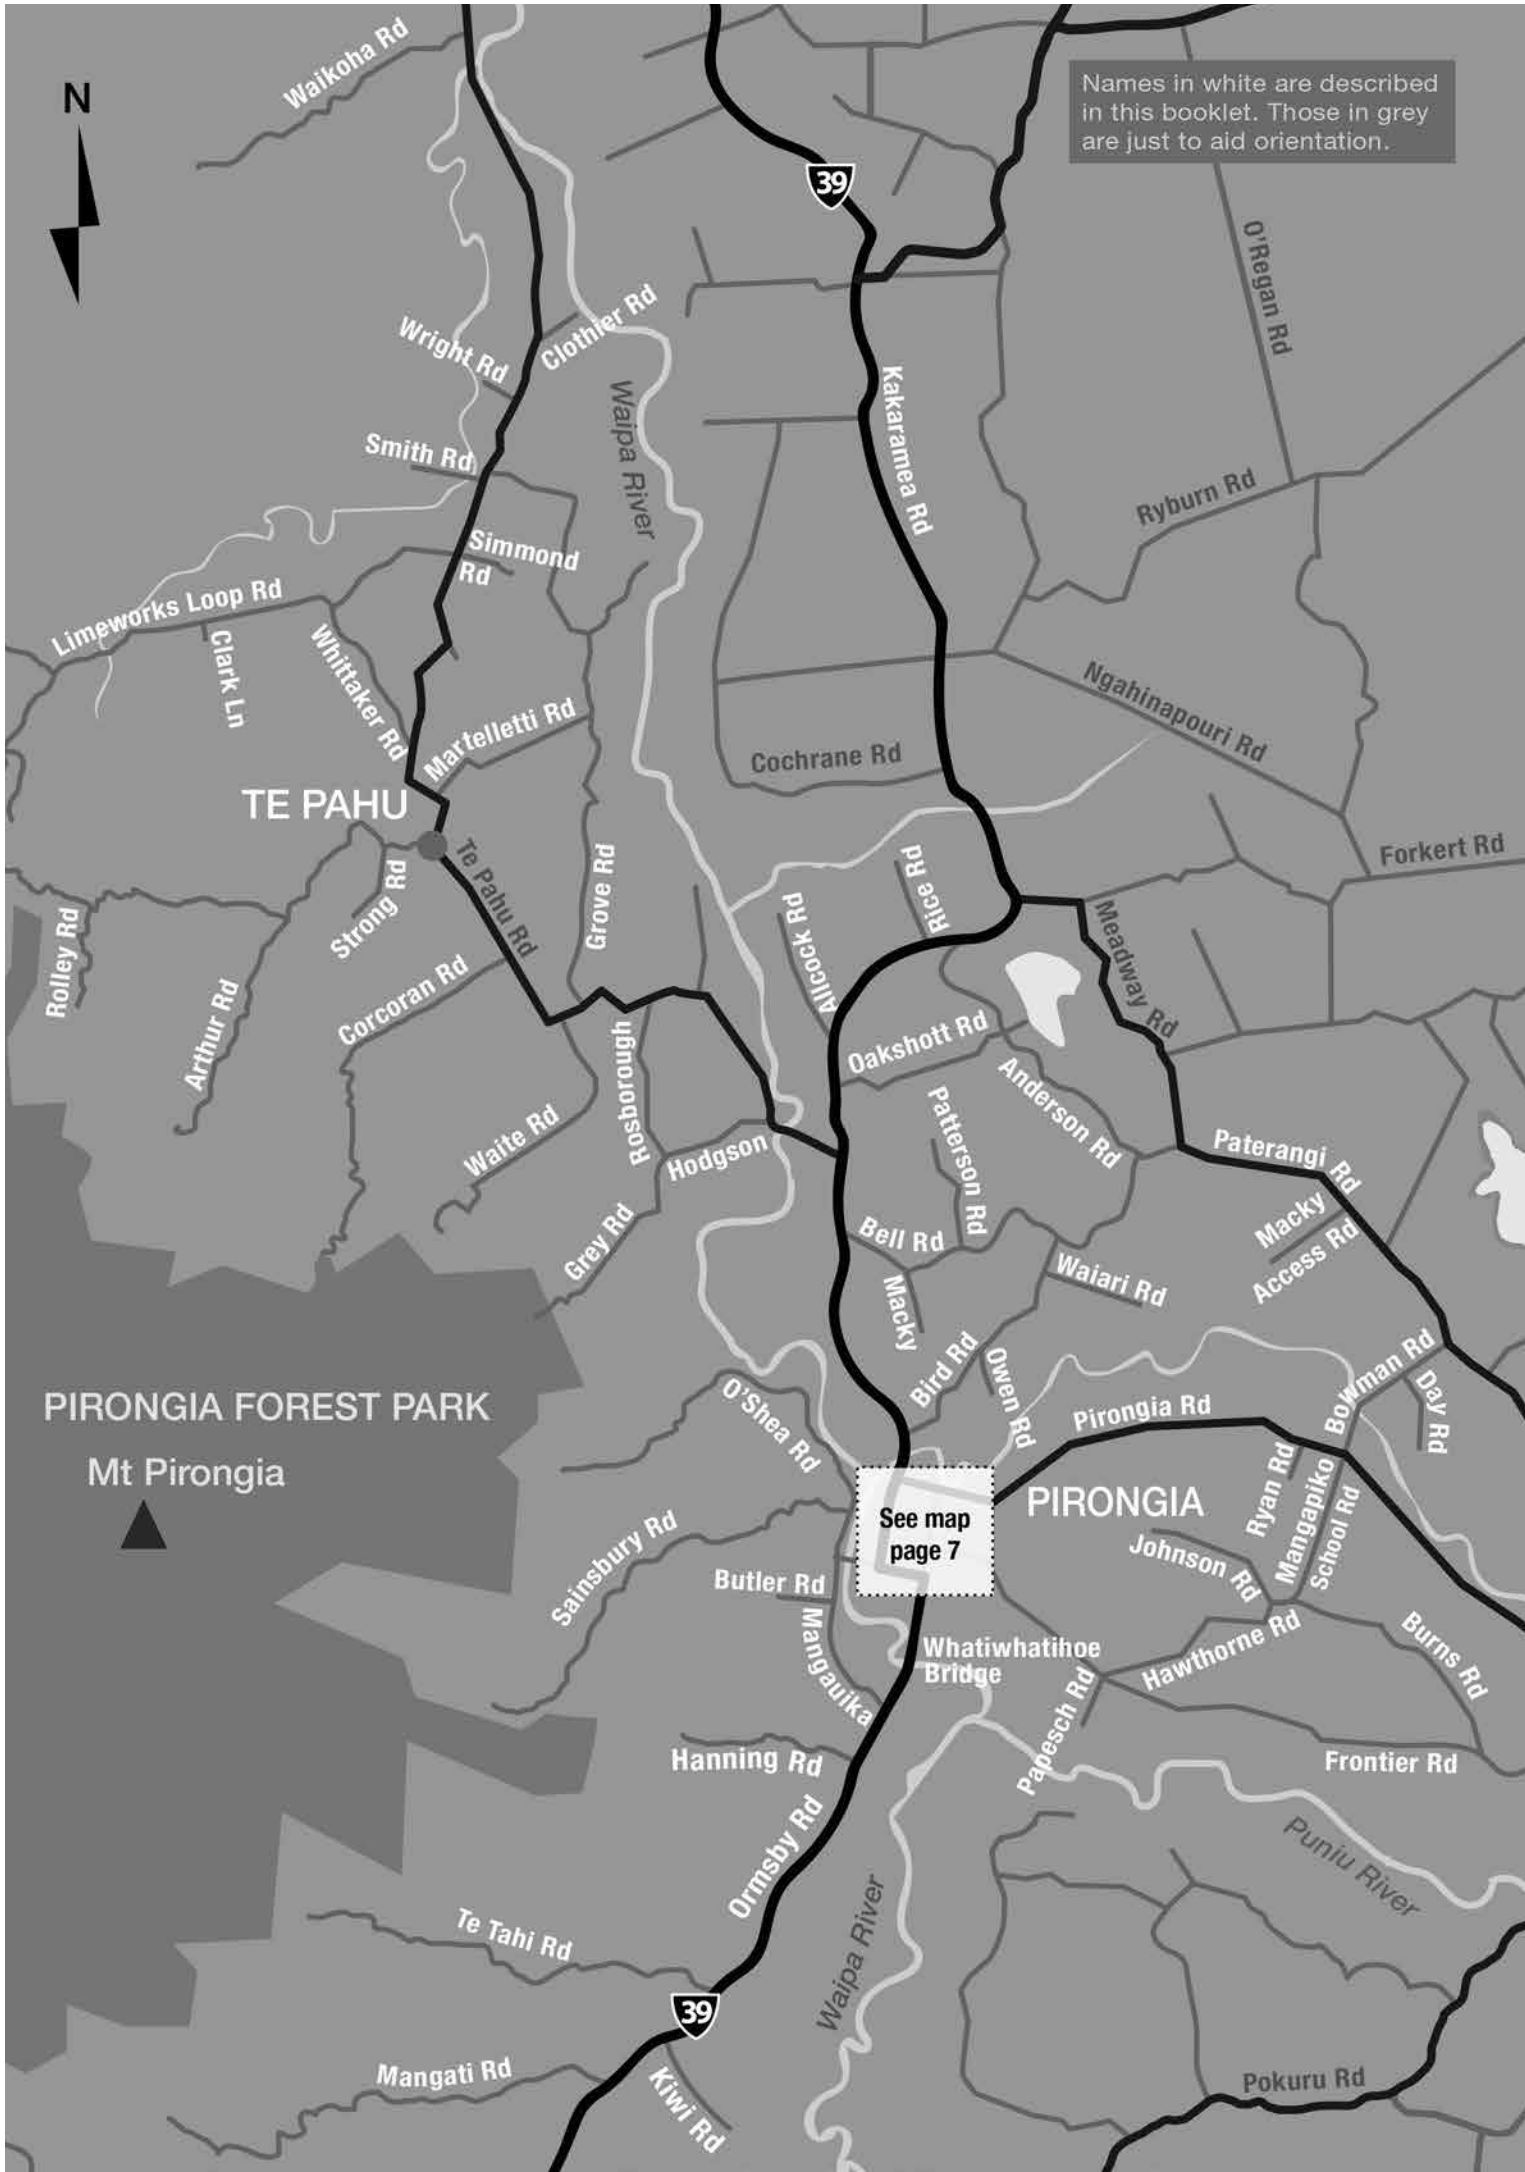 Waikoha Rd
N
Names in white are described
in this booklet. Those in grey
are just to aid orientation.
39
O'Regan Rd
Clothier Rd
Wright Rd
Waipa River
Kakaramea Rd
Smith Rd
Ryburn Rd
Simmond
Rd
Limeworks Loop Rd
Clark Ln
Whittaker Rd
Martelletti Rd
Ngahinapouri Rd
Cochrane Rd
TE PAHU
Te Pahu Rd
Forkert Rd
Strong Rd
Grove Rd
Rice Rd
Allcock Rd
Meadway Rd
Rolley Rd
Arthur Rd
Corcoran Rd
Oakshott Rd
Anderson Rd
Rosborough
Patterson Rd
Waite Rd
Hodgson
Paterangi Rd
Macky
Access Rd
Grey Rd
Bell Rd
Macky
Waiari Rd
Bird Rd
Owen Rd
Bowman Rd
Day Rd
PIRONGIA FOREST PARK
Mt Pirongia
O'Shea Rd
Pirongia Rd
PIRONGIA
See map
page 7
Ryan Rd
Mangapiko
School Rd
Sainsbury Rd
Johnson Rd
Butler Rd
Mangauika
Whatiwhatihoe
Bridge
Hawthorne Rd
Burns Rd
Papesch Rd
Hanning Rd
Frontier Rd
Ormsby Rd
Puniu River
Te Tahi Rd
Waipa River
39
Mangati Rd
Kiwi Rd
Pokuru Rd